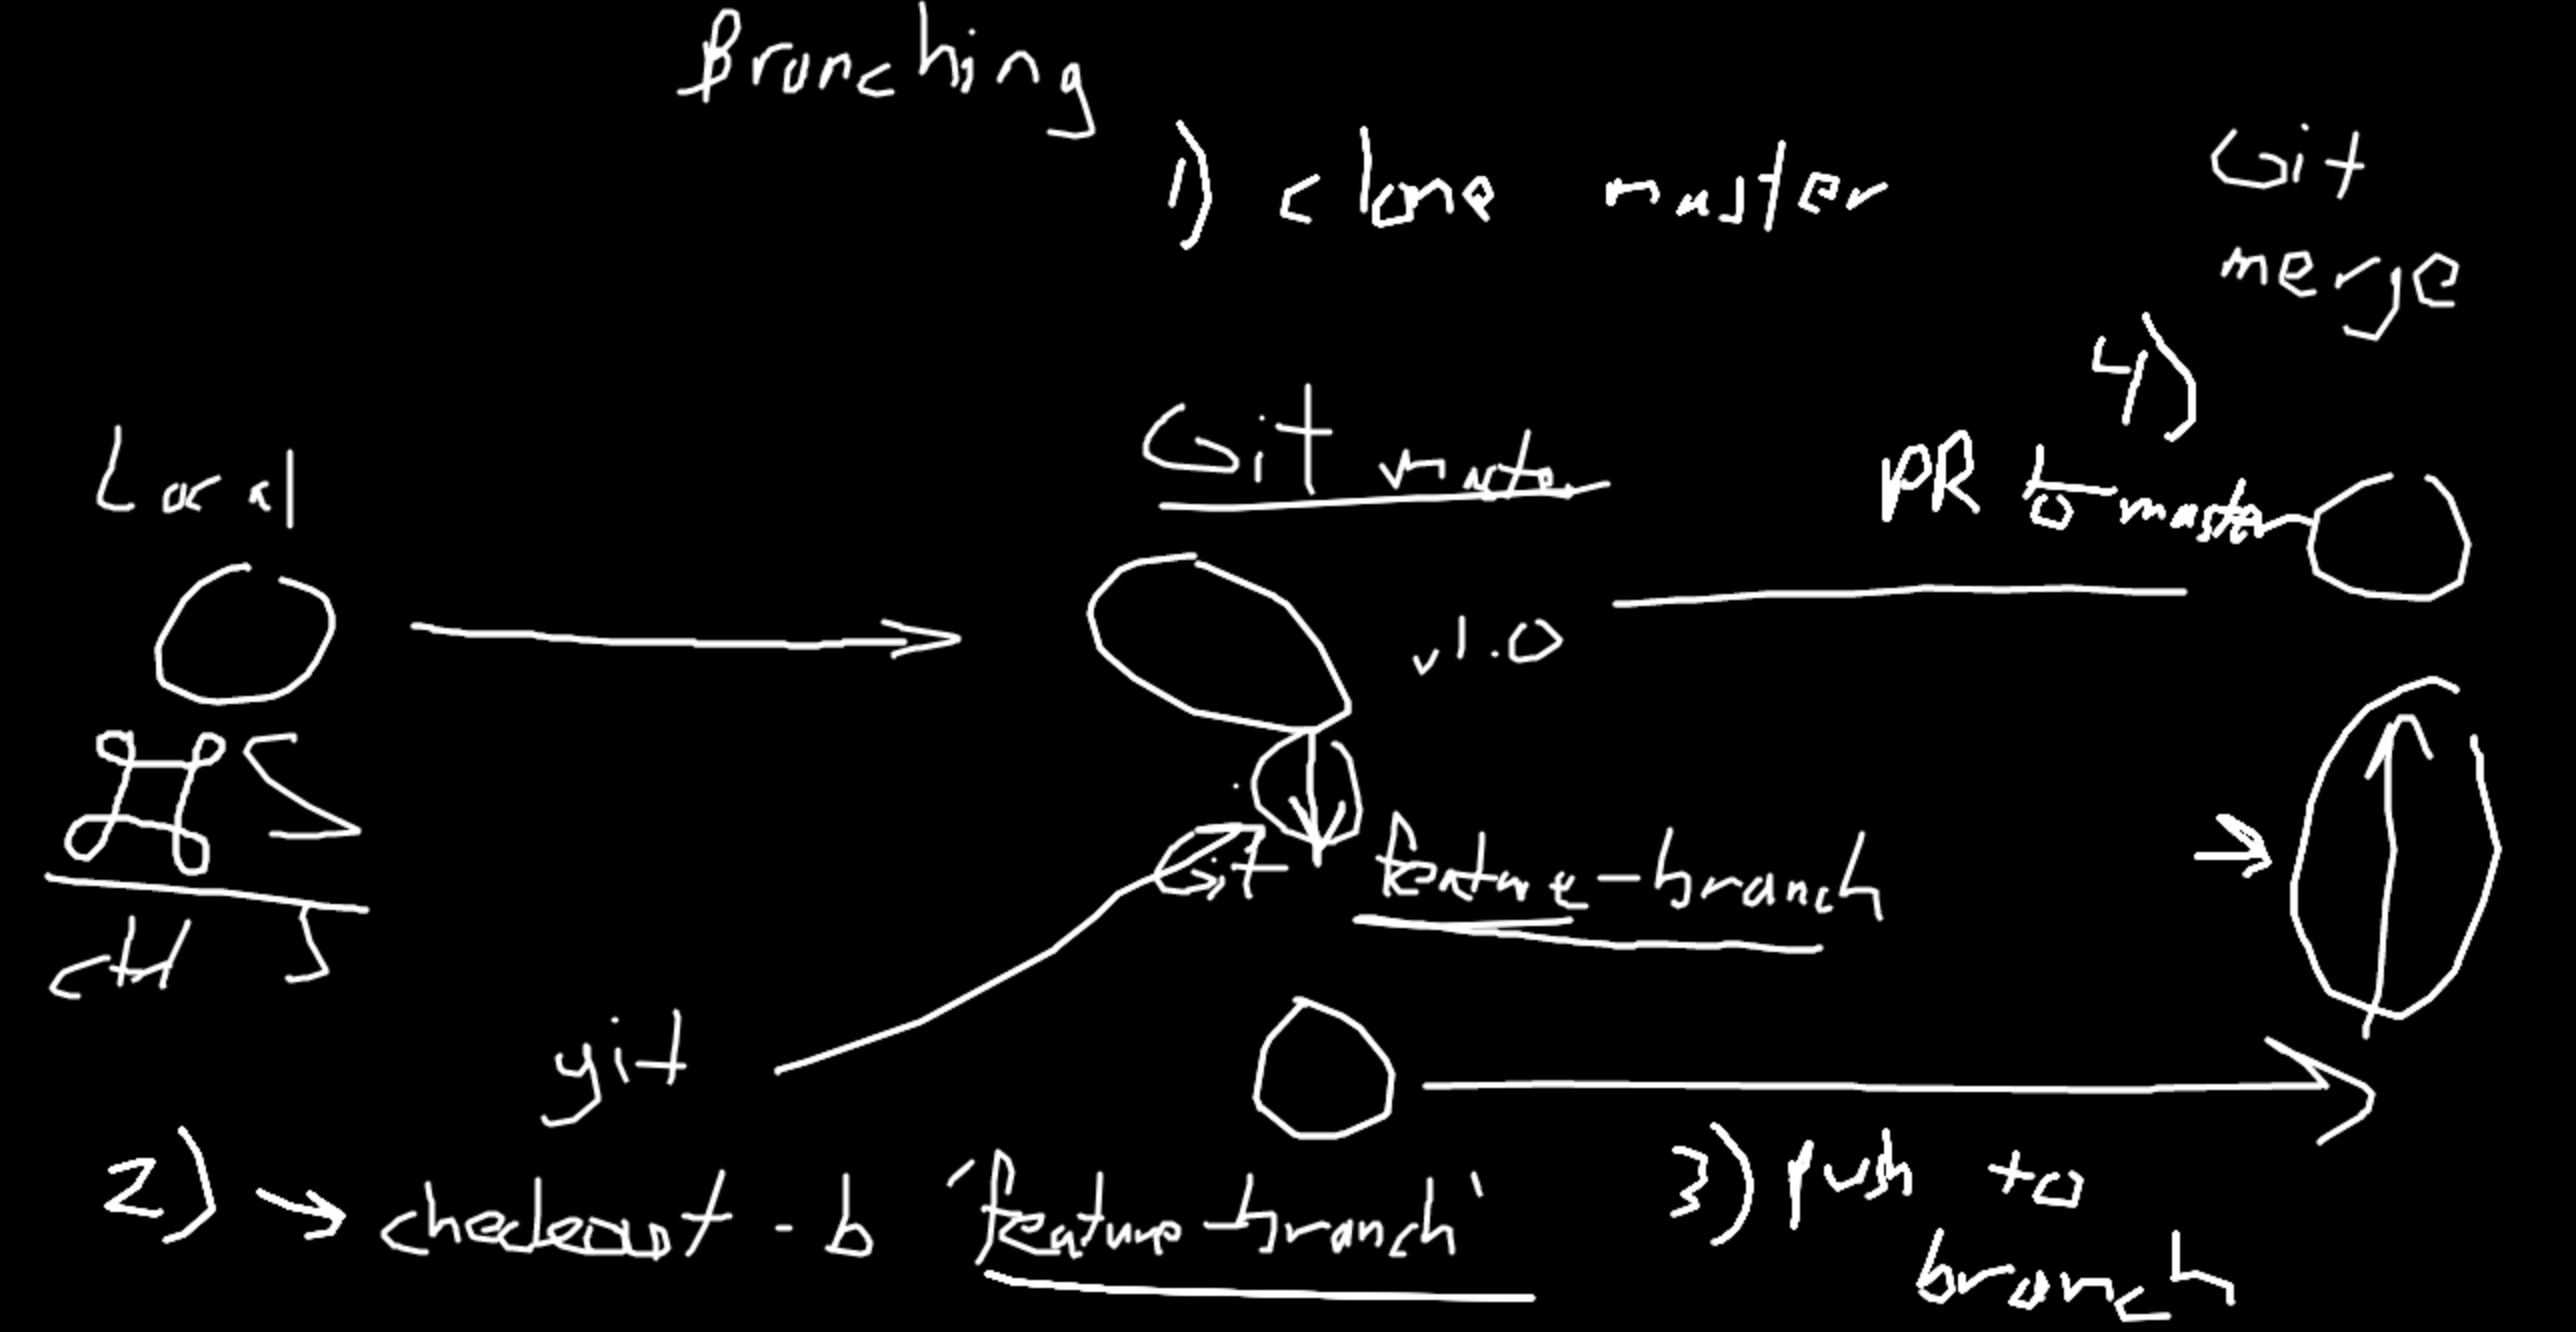 Branching
1) clone master
Git
merge
4)
PR to master
Git master
Local
v1.0
⌘ S
ctrl S
Git feature-branch
git
2) → checkout - b 'feature-branch'
3) push to
branch